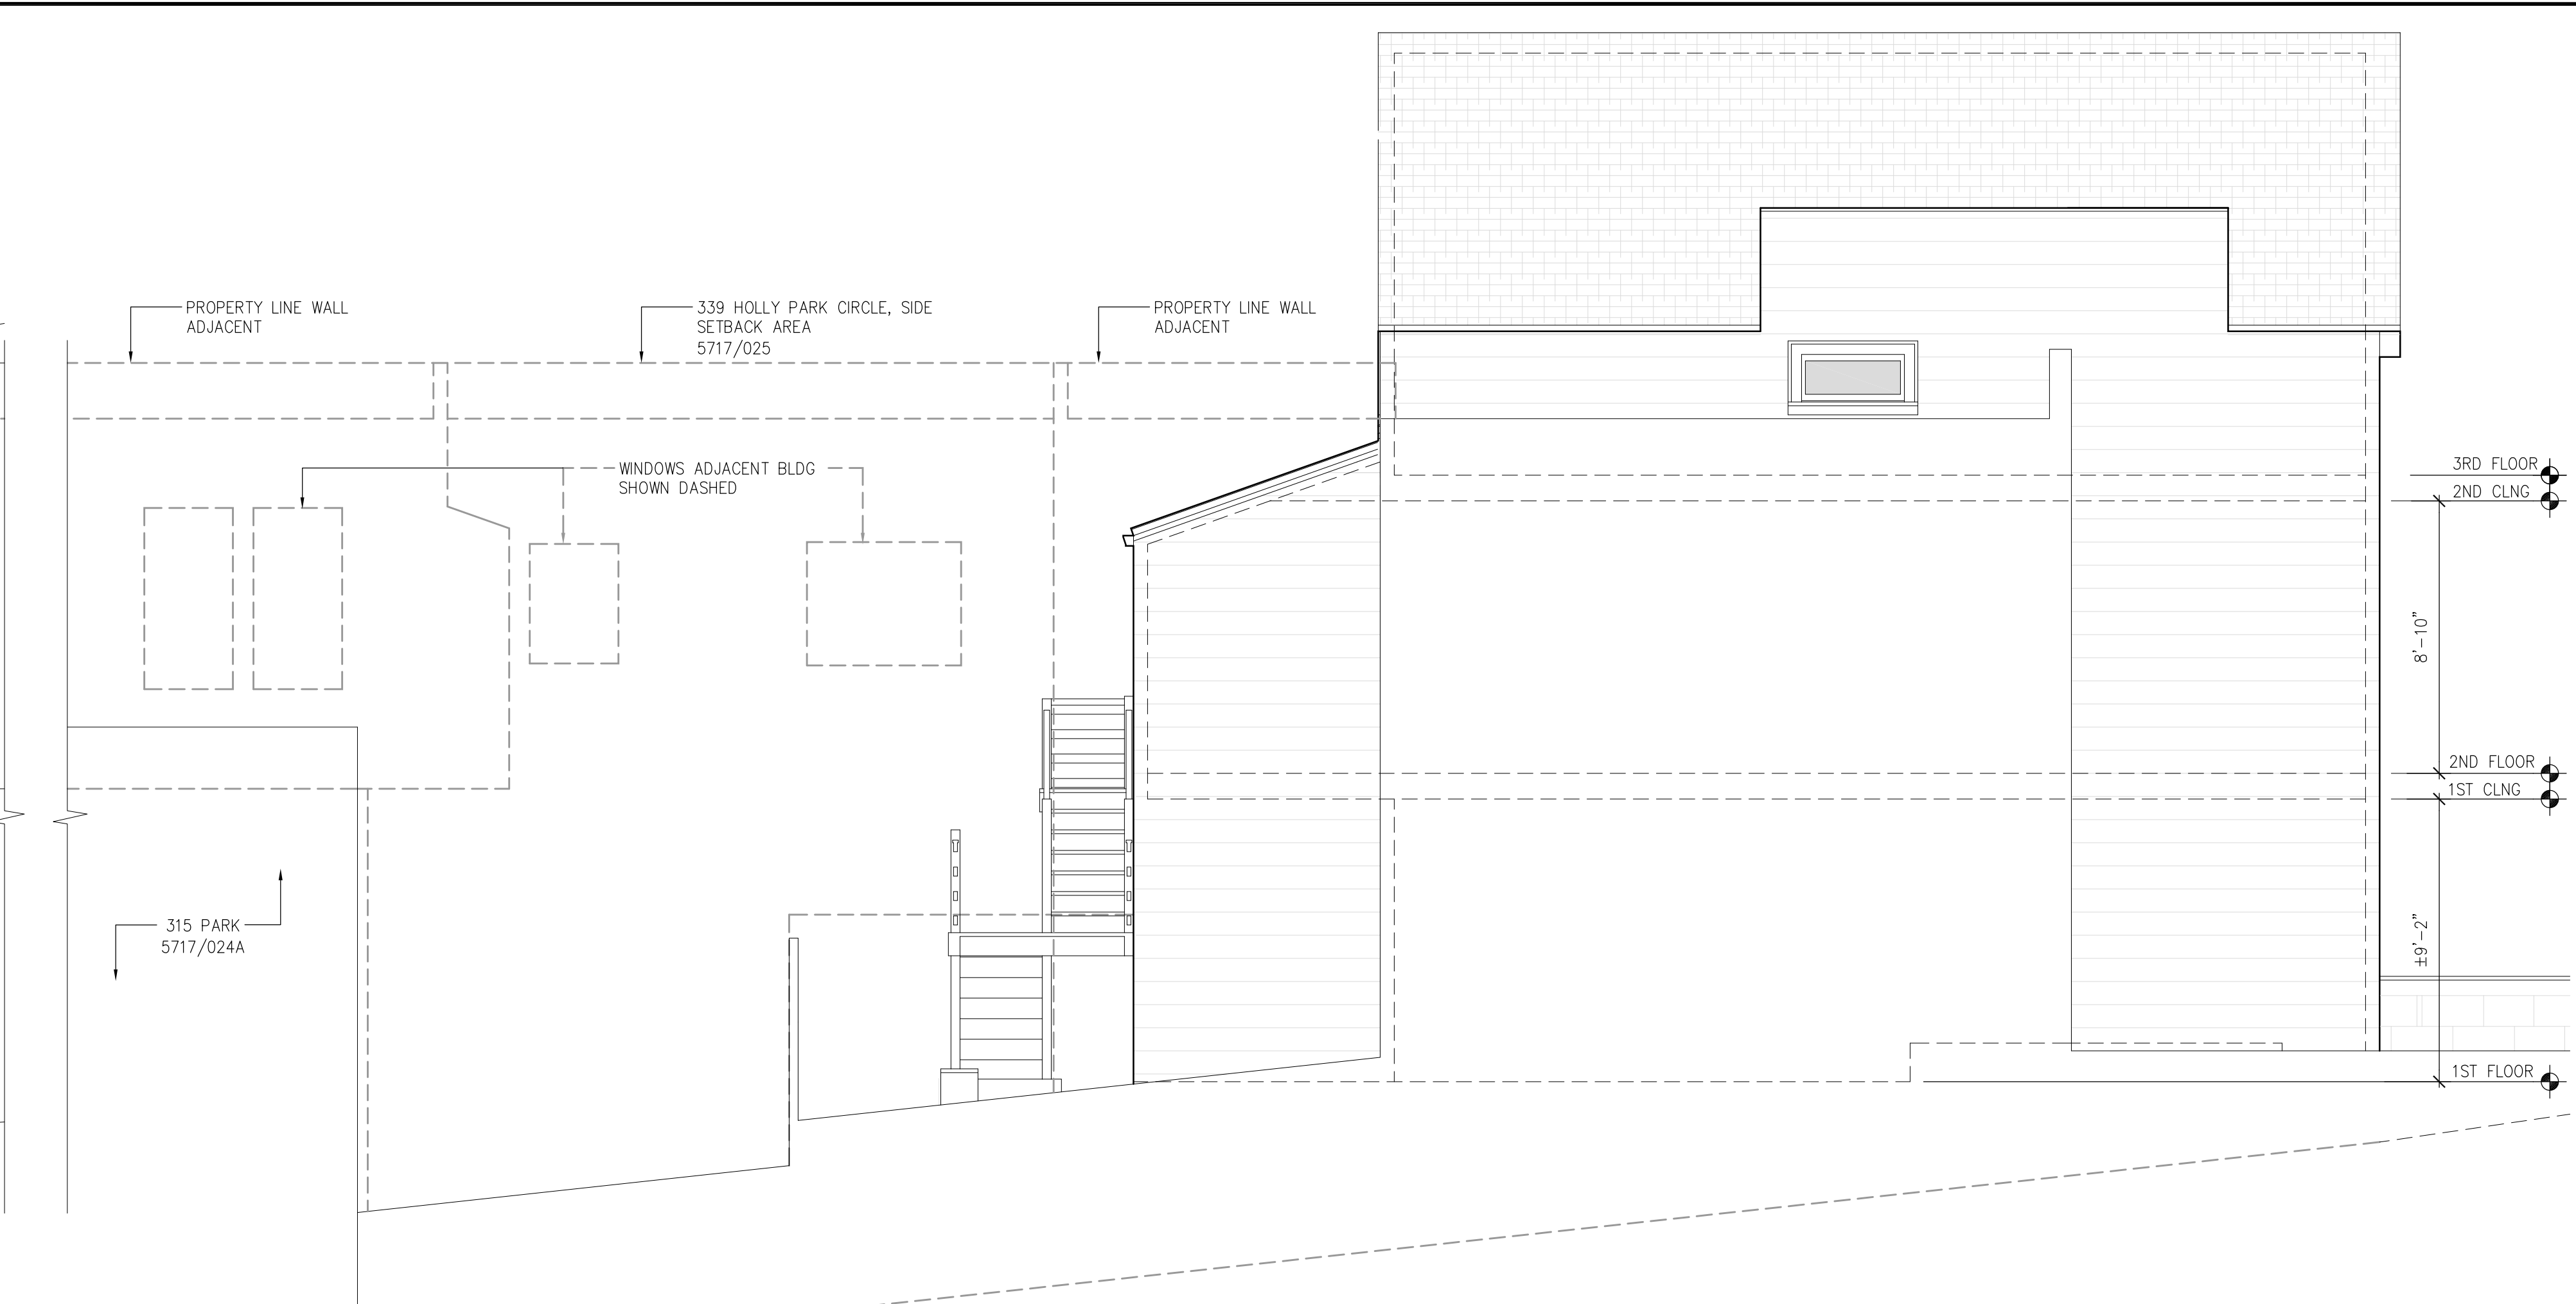 PROPERTY LINE WALL
ADJACENT
339 HOLLY PARK CIRCLE, SIDE
SETBACK AREA
5717/025
PROPERTY LINE WALL
ADJACENT
WINDOWS ADJACENT BLDG
SHOWN DASHED
3RD FLOOR
2ND CLNG
8'-10"
2ND FLOOR
1ST CLNG
315 PARK
5717/024A
±9'-2"
1ST FLOOR